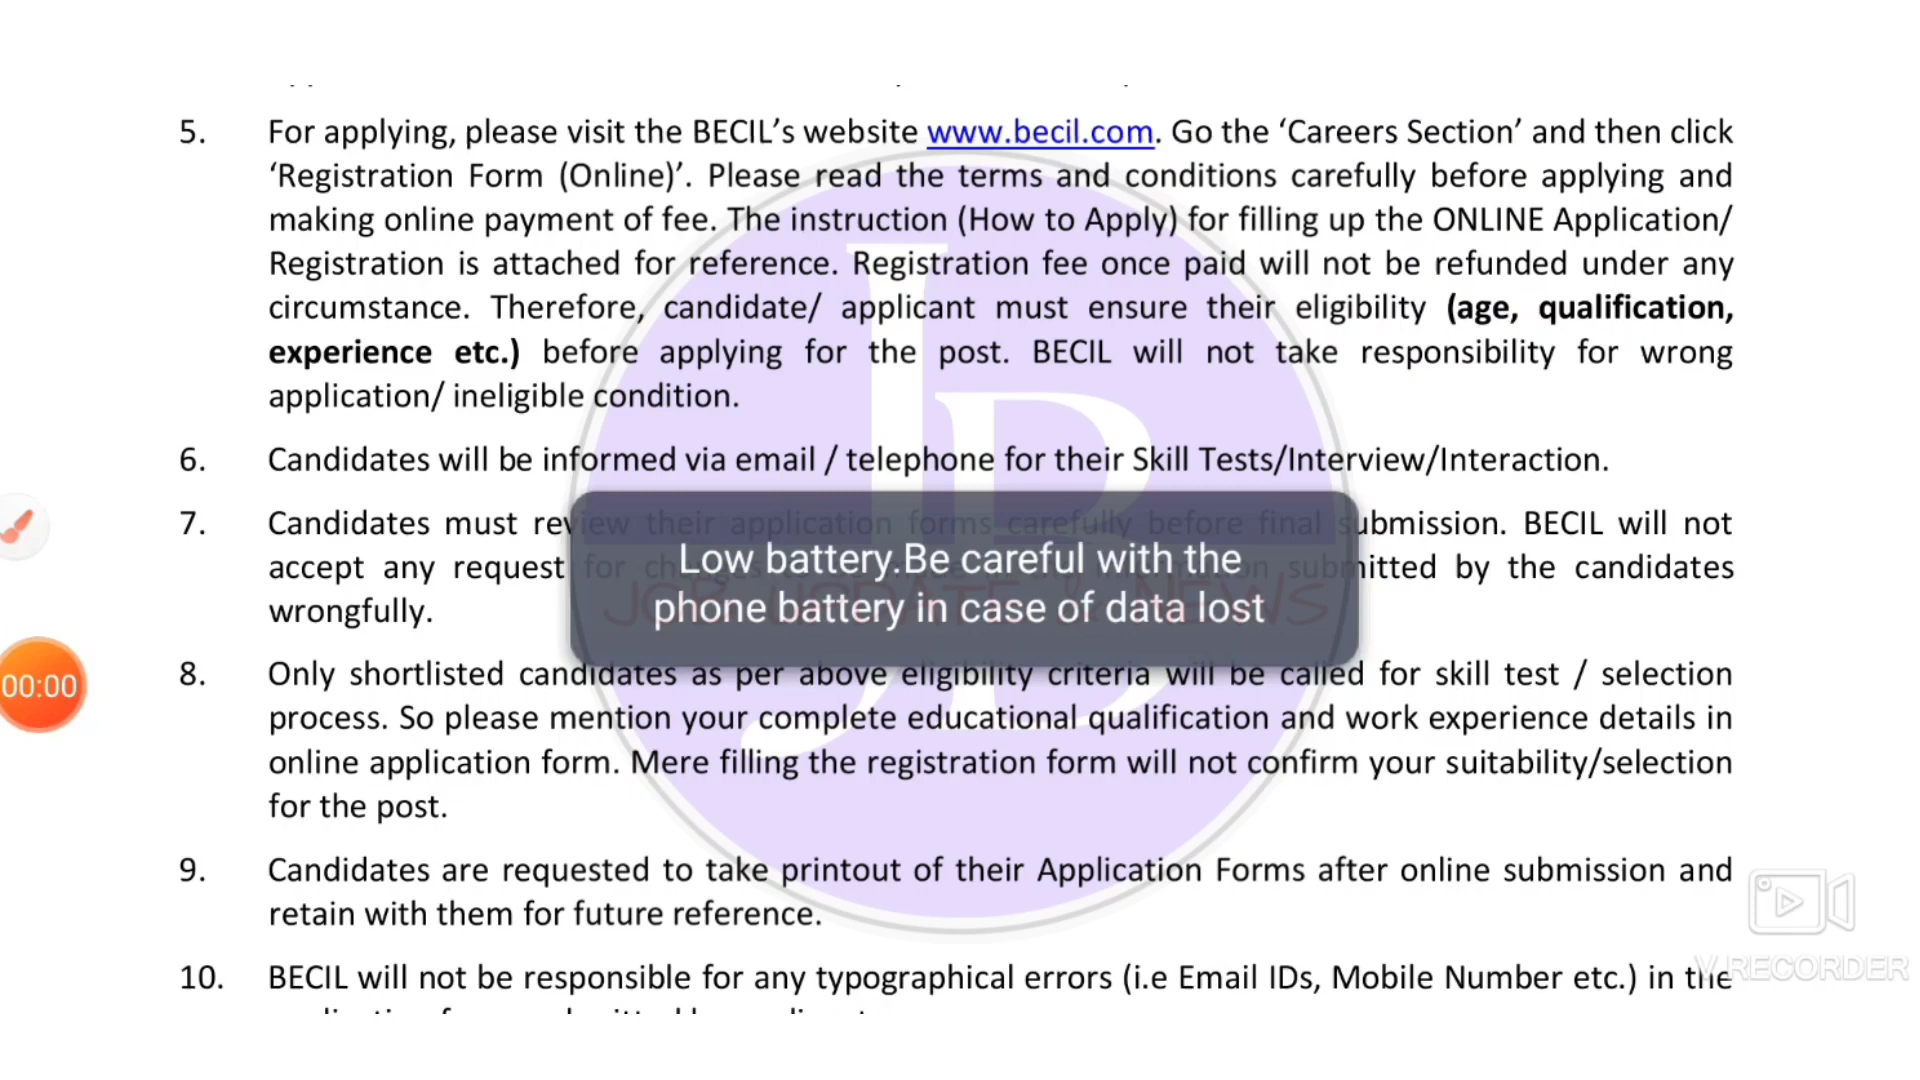 5. For applying, please visit the BECIL’s website www.becil.com. Go the ‘Careers Section’ and then click
‘Registration Form (Online)’. Please read the terms and conditions carefully before applying and
making online payment of fee. The instruction (How to Apply) for filling up the ONLINE Application/
Registration is attached for reference. Registration fee once paid will not be refunded under any
circumstance. Therefore, candidate/ applicant must ensure their eligibility (age, qualification,
experience etc.) before applying for the post. BECIL will not take responsibility for wrong
application/ ineligible condition.
6. Candidates will be informed via email / telephone for their Skill Tests/Interview/Interaction.
7. Candidates must review their application forms carefully before final submission. BECIL will not
accept any request for submitted by the candidates
wrongfully.
Low battery.Be careful with the
phone battery in case of data lost
JOB UPDATE & NEWS
00:00
8. Only shortlisted candidates as per above eligibility criteria will be called for skill test / selection
process. So please mention your complete educational qualification and work experience details in
online application form. Mere filling the registration form will not confirm your suitability/selection
for the post.
9. Candidates are requested to take printout of their Application Forms after online submission and
retain with them for future reference.
10. BECIL will not be responsible for any typographical errors (i.e Email IDs, Mobile Number etc.) in the
V RECORDER